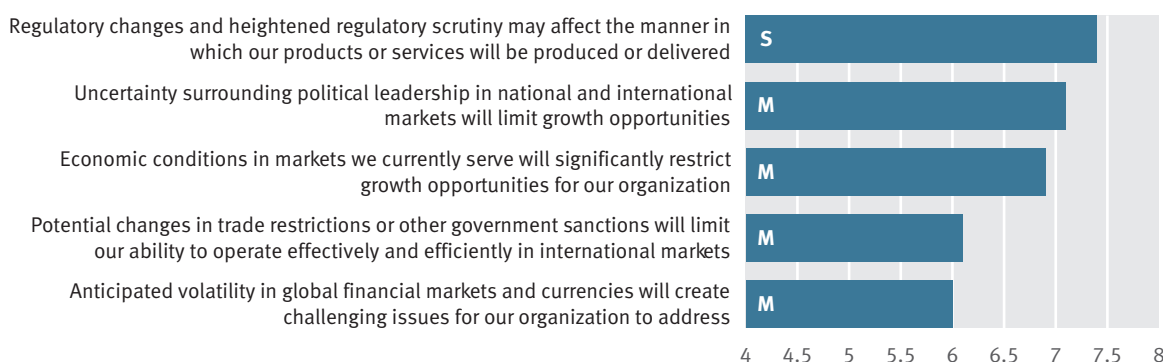 Regulatory changes and heightened regulatory scrutiny may affect the manner in
which our products or services will be produced or delivered
S
Uncertainty surrounding political leadership in national and international
markets will limit growth opportunities
M
Economic conditions in markets we currently serve will significantly restrict
growth opportunities for our organization
M
Potential changes in trade restrictions or other government sanctions will limit
our ability to operate effectively and efficiently in international markets
M
Anticipated volatility in global financial markets and currencies will create
challenging issues for our organization to address
M
4 4.5 5 5.5 6 6.5 7 7.5 8